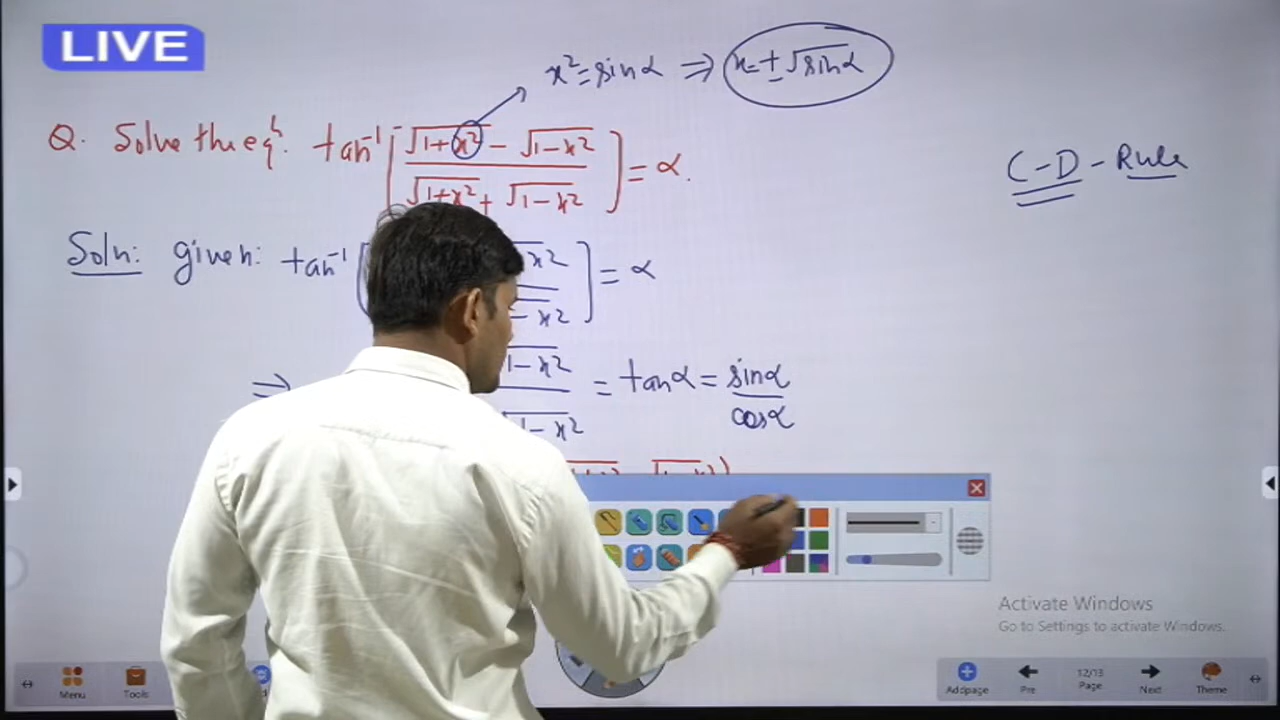 LIVE
x² = sinα ⇒ x = ±√sinα
Q. Solve the eqⁿ. tan⁻¹[(√1+x² - √1-x²)/(√1+x² + √1-x²)] = α.
C-D-Rule
Soln: given: tan⁻¹[ x² - x² ] = α
⇒ √1-x² √1-x² = tanα = sinα/cosα
Activate Windows
Go to Settings to activate Windows.
Menu Tools Addpage Pre 12/13 Page Next Theme